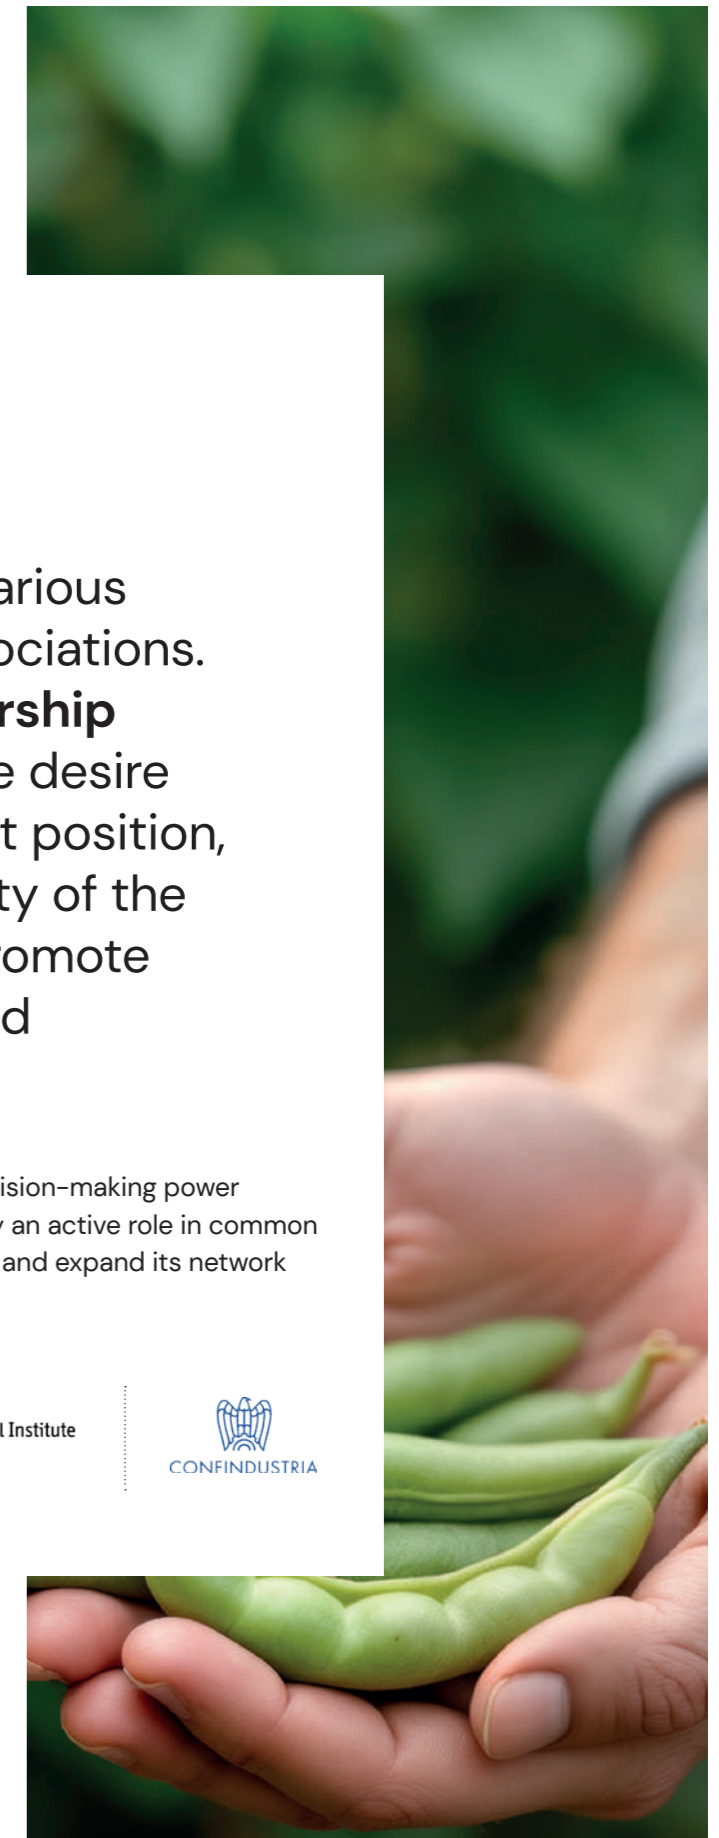 arious
ociations.
rship
e desire
t position,
ty of the
romote
d
ision-making power
y an active role in common
and expand its network
l Institute
CONFINDUSTRIA